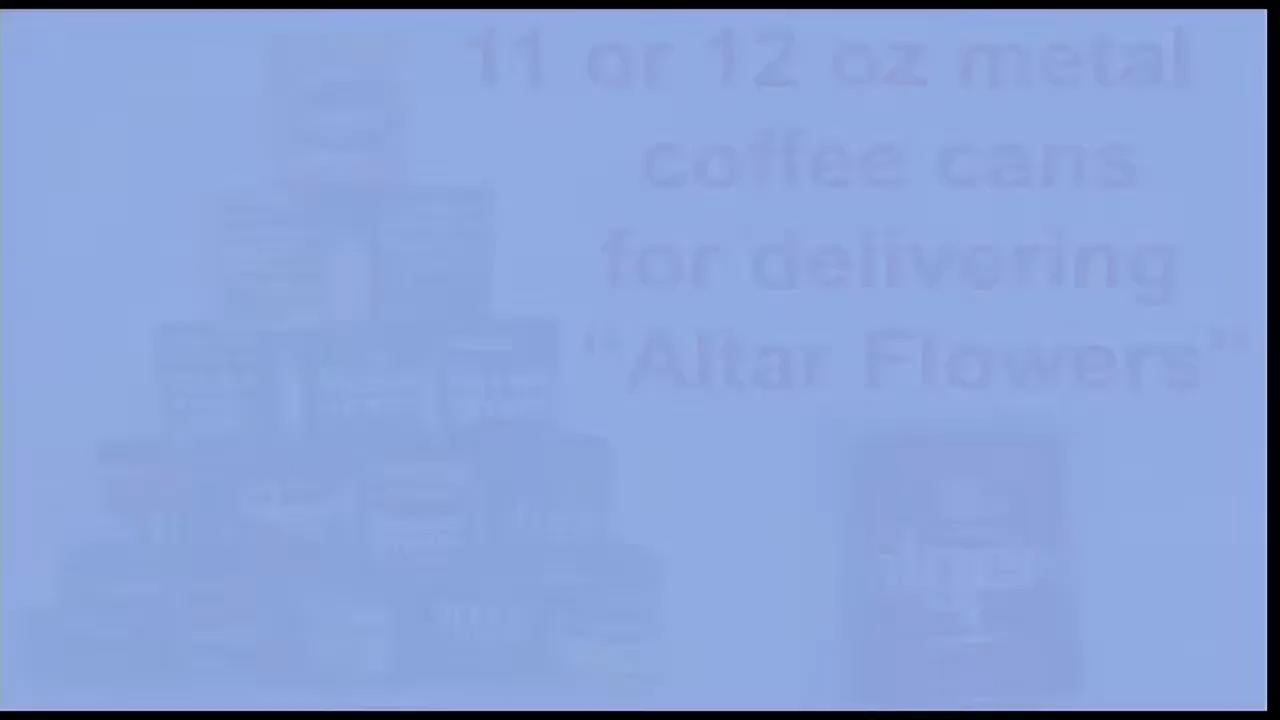 11 or 12 oz metal
coffee cans
for delivering
“Altar Flowers”